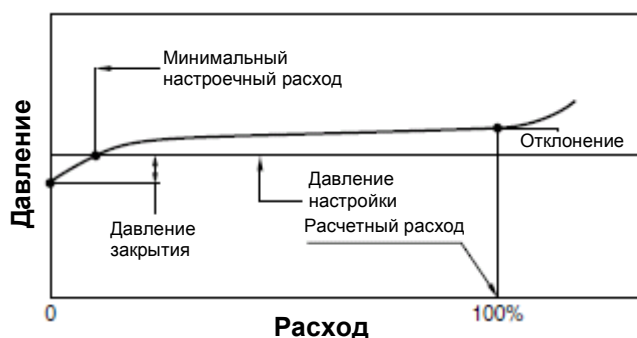 Давление
Минимальный
настроечный расход
Отклонение
Давление
настройки
Давление
закрытия
Расчетный расход
0
100%
Расход